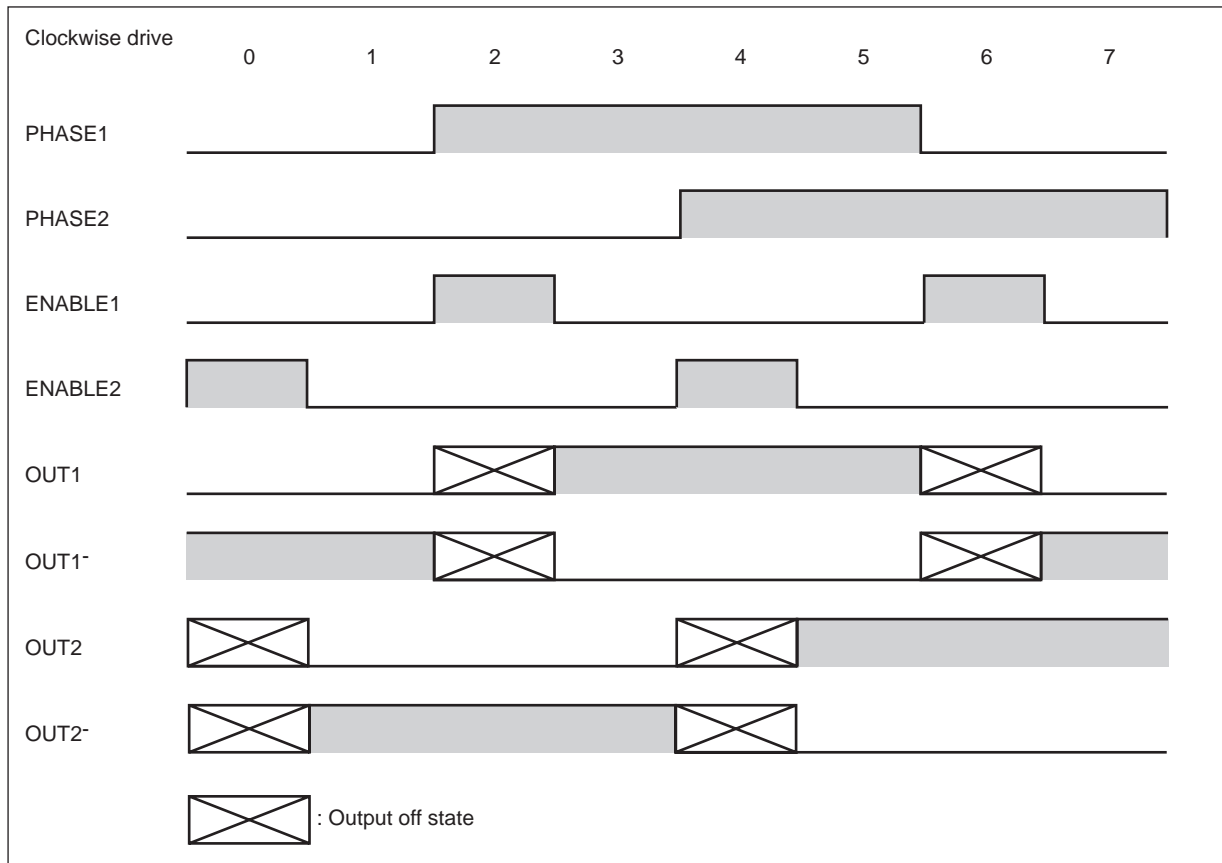 Clockwise drive
0 1 2 3 4 5 6 7
PHASE1
PHASE2
ENABLE1
ENABLE2
OUT1
OUT1-
OUT2
OUT2-
: Output off state